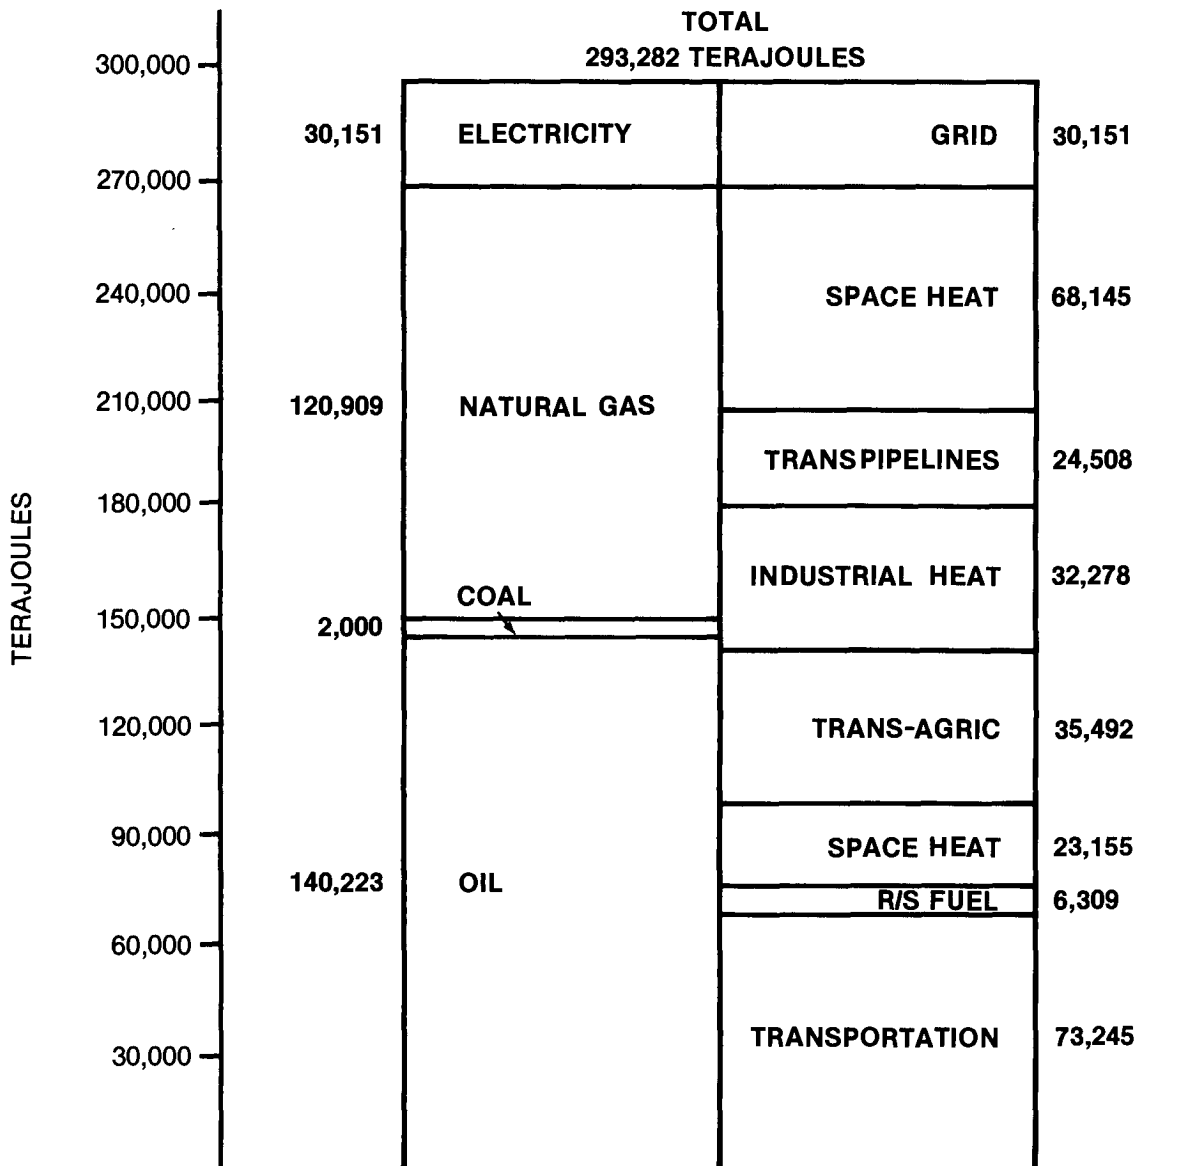 TOTAL
293,282 TERAJOULES
300,000
30,151 ELECTRICITY GRID 30,151
270,000
240,000 SPACE HEAT 68,145
210,000
120,909 NATURAL GAS
TRANSPIPELINES 24,508
180,000
INDUSTRIAL HEAT 32,278
COAL
150,000
2,000
TERAJOULES
120,000 TRANS-AGRIC 35,492
90,000
SPACE HEAT 23,155
140,223 OIL
R/S FUEL 6,309
60,000
TRANSPORTATION 73,245
30,000